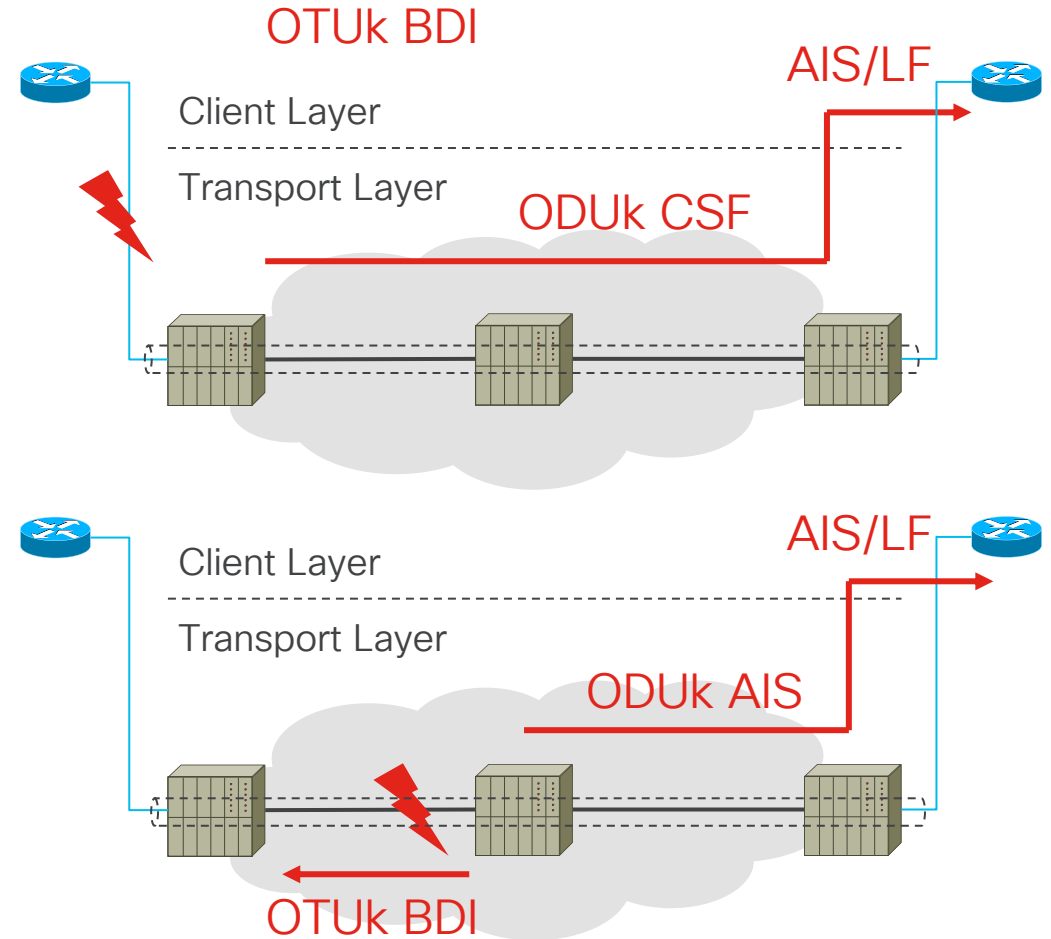 OTUk BDI
AIS/LF
Client Layer
Transport Layer
ODUk CSF
AIS/LF
Client Layer
Transport Layer
ODUk AIS
OTUk BDI